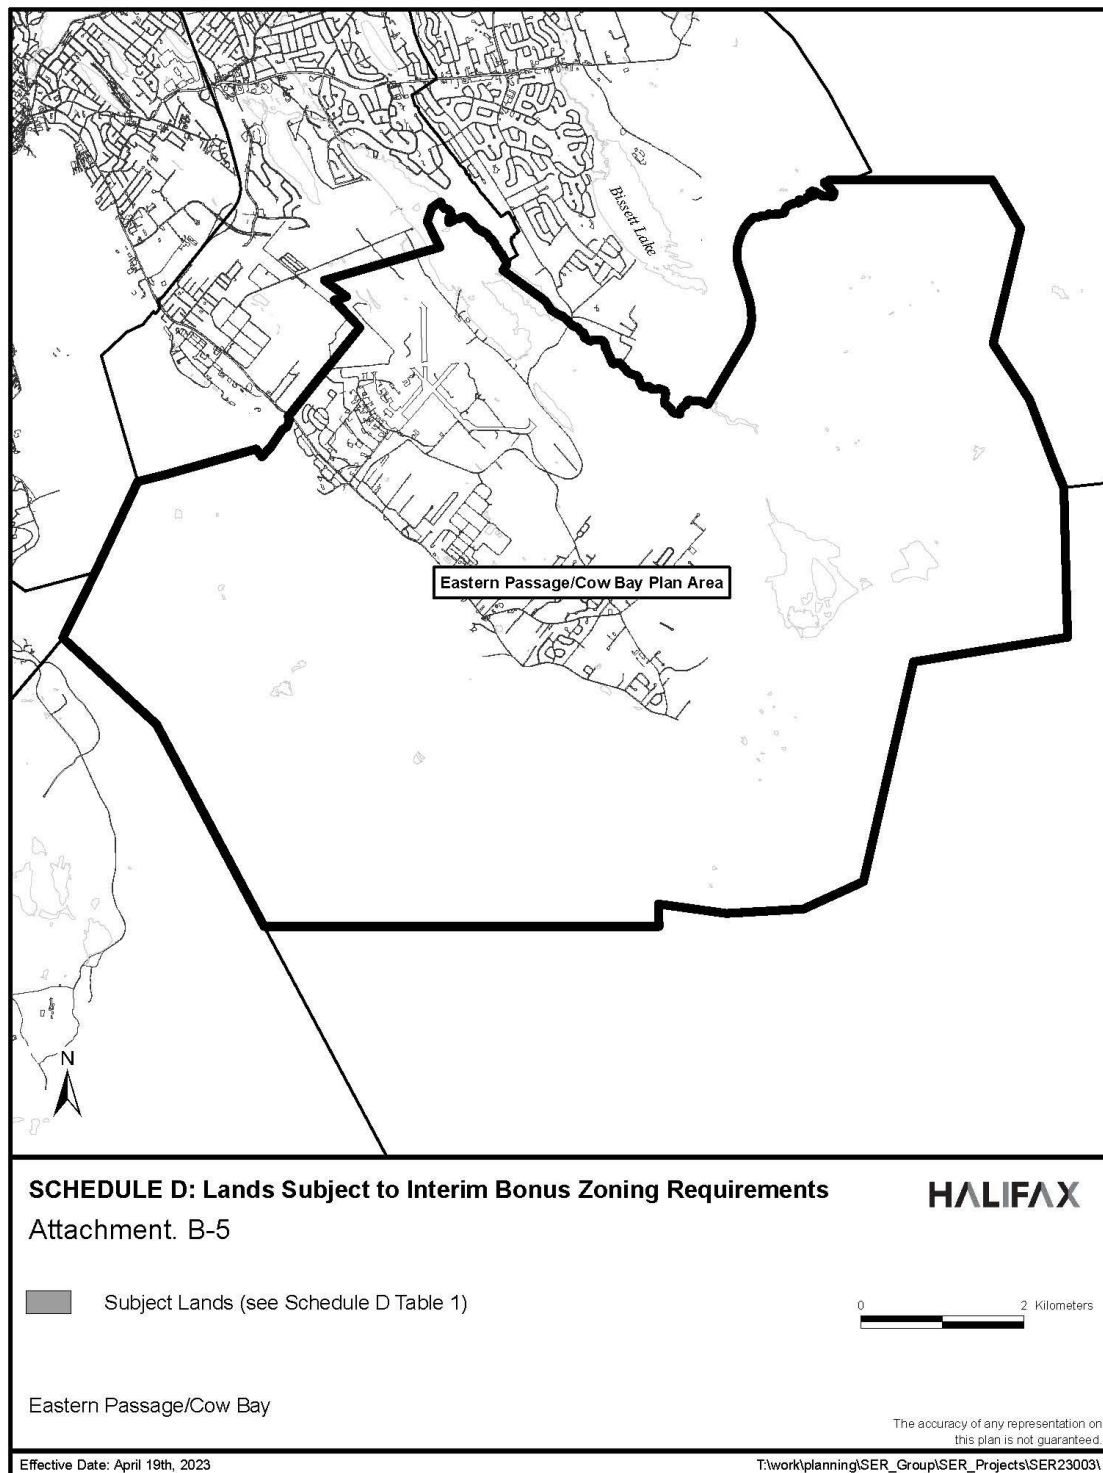 Bissett Lake
Eastern Passage/Cow Bay Plan Area
N
SCHEDULE D: Lands Subject to Interim Bonus Zoning Requirements
HALIFAX
Attachment. B-5
Subject Lands (see Schedule D Table 1)
0 2 Kilometers
Eastern Passage/Cow Bay
The accuracy of any representation on
this plan is not guaranteed.
Effective Date: April 19th, 2023
T:\work\planning\SER_Group\SER_Projects\SER23003\